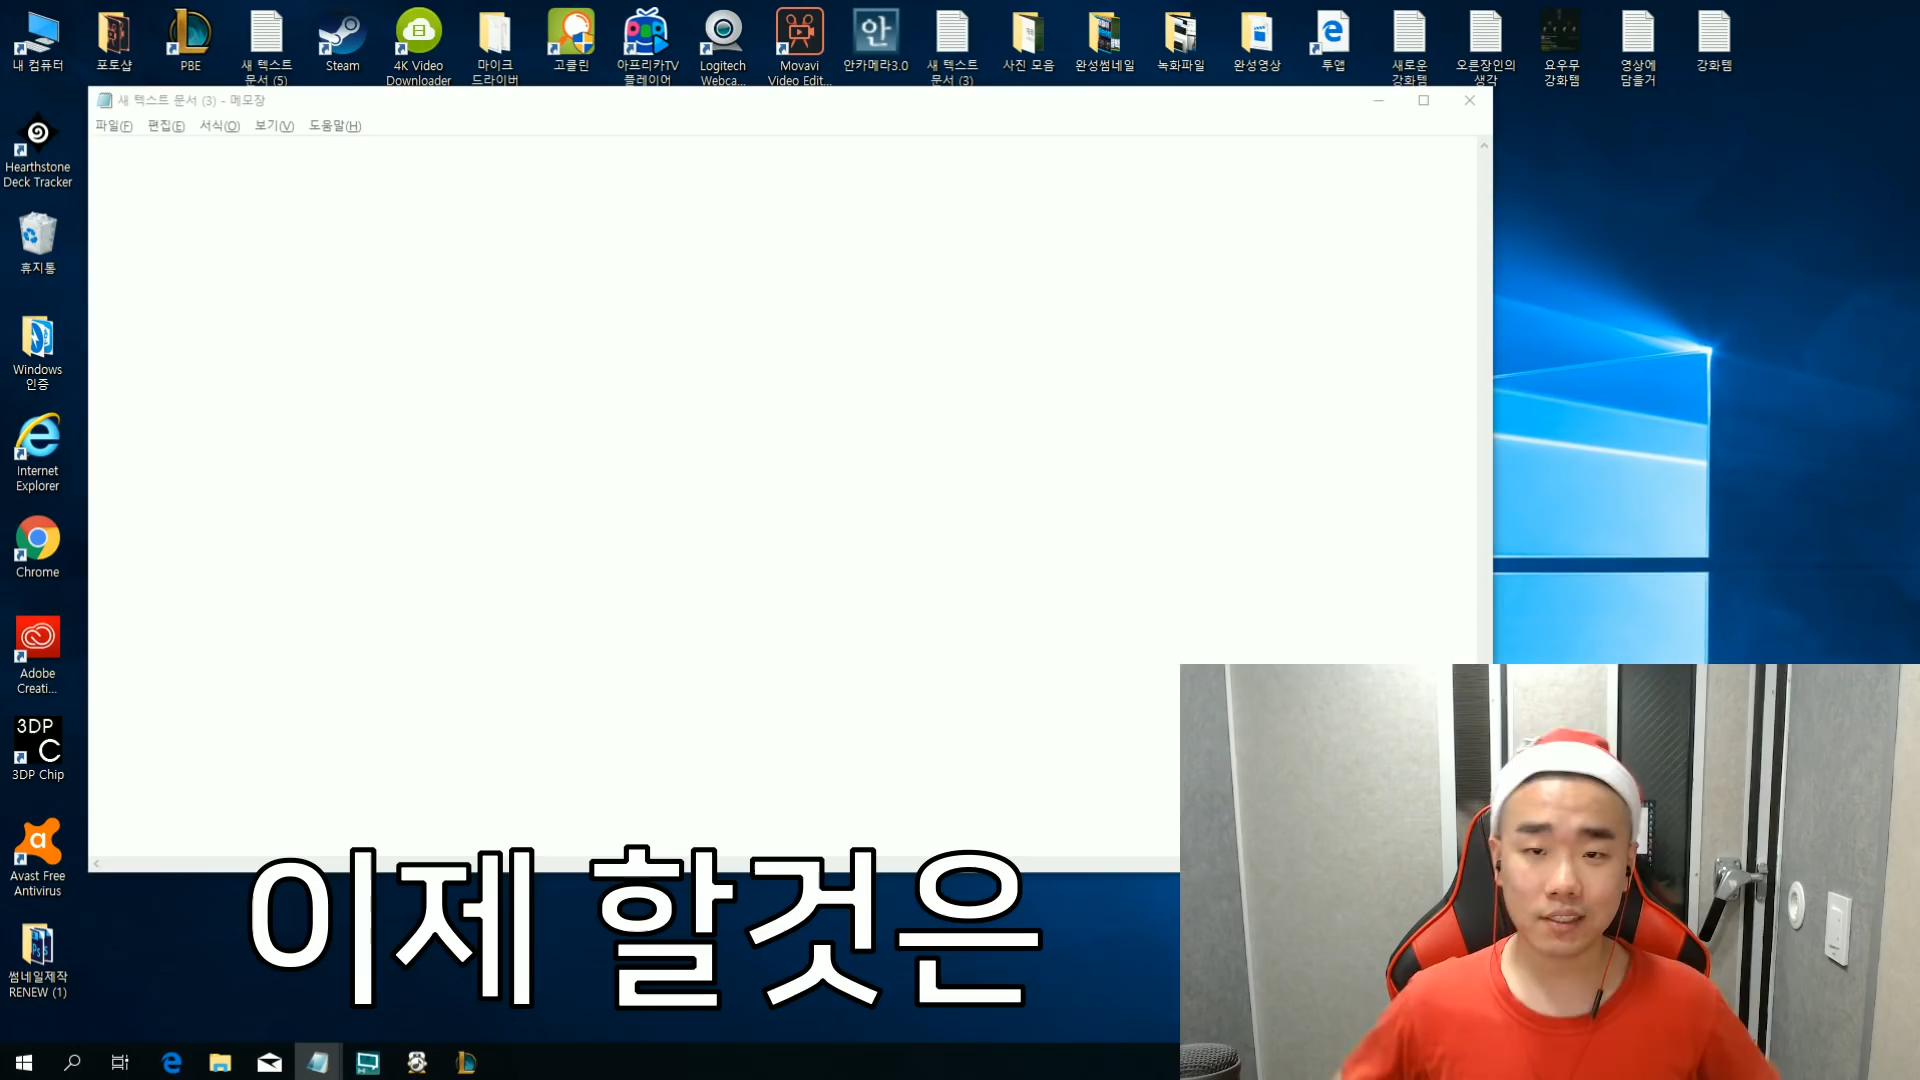 내 컴퓨터
포토샵
PBE
새 텍스트
문서 (5)
Steam
4K Video
Downloader
마이크
드라이버
고클린
아프리카TV
플레이어
Logitech
Webca...
Movavi
Video Edit...
안
안카메라3.0
새 텍스트
문서 (3)
사진 모음
완성썸네일
녹화파일
완성영상
투앱
새로운
강화템
오른장인의
생각
요우무
강화템
영상에
담을거
강화템
새 텍스트 문서 (3) - 메모장
파일(F) 편집(E) 서식(O) 보기(V) 도움말(H)
Hearthstone
Deck Tracker
휴지통
Windows
인증
Internet
Explorer
Chrome
Adobe
Creati...
3DP
C
3DP Chip
Avast Free
Antivirus
썸네일제작
RENEW (1)
이제 할것은